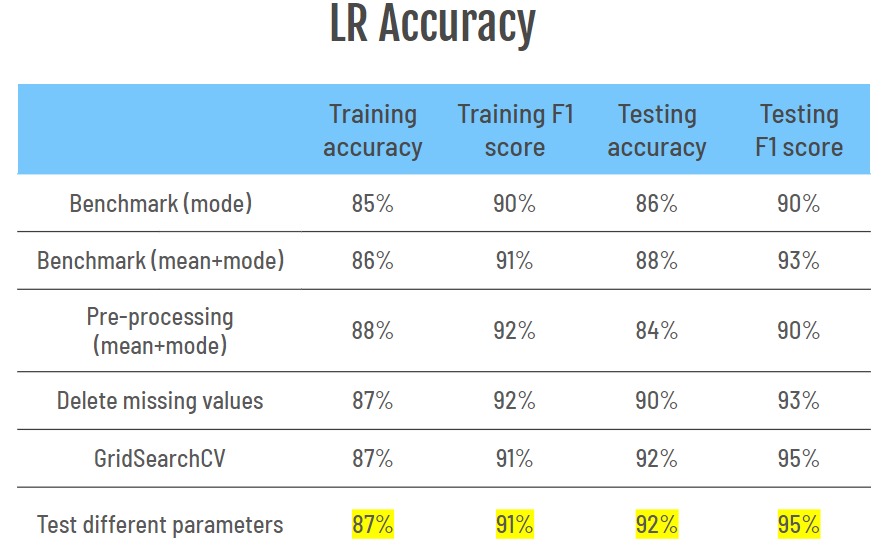 LR Accuracy
Training accuracy Training F1 score Testing accuracy Testing F1 score
Benchmark (mode) 85% 90% 86% 90%
Benchmark (mean+mode) 86% 91% 88% 93%
Pre-processing (mean+mode) 88% 92% 84% 90%
Delete missing values 87% 92% 90% 93%
GridSearchCV 87% 91% 92% 95%
Test different parameters 87% 91% 92% 95%